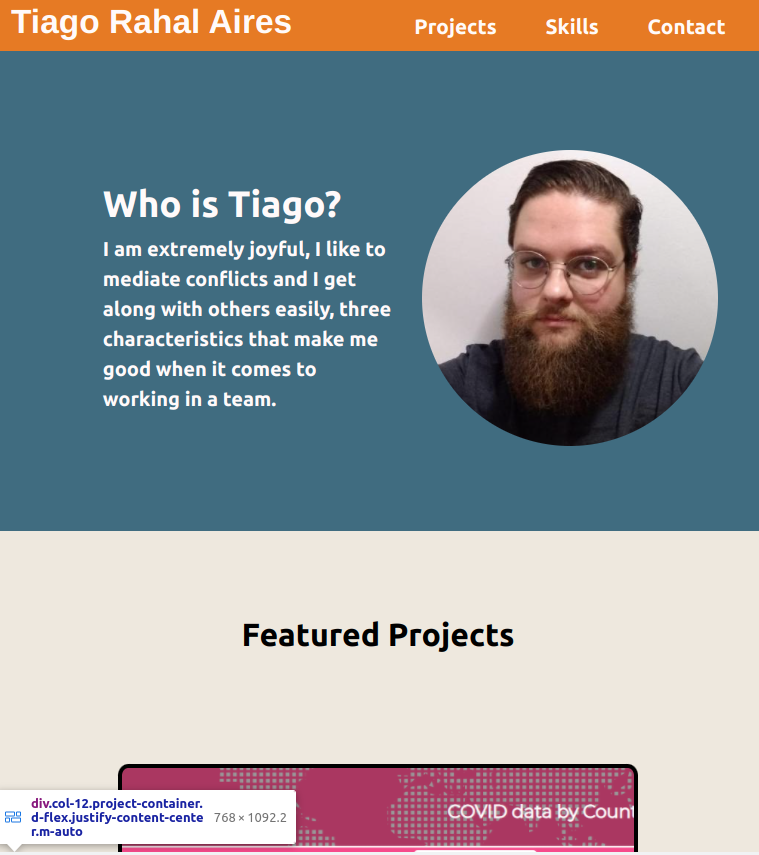 Tiago Rahal Aires
Projects Skills Contact
Who is Tiago?
I am extremely joyful, I like to
mediate conflicts and I get
along with others easily, three
characteristics that make me
good when it comes to
working in a team.
Featured Projects
COVID data by Count
div.col-12.project-container.
d-flex.justify-content-cente
r.m-auto
768 × 1092.2